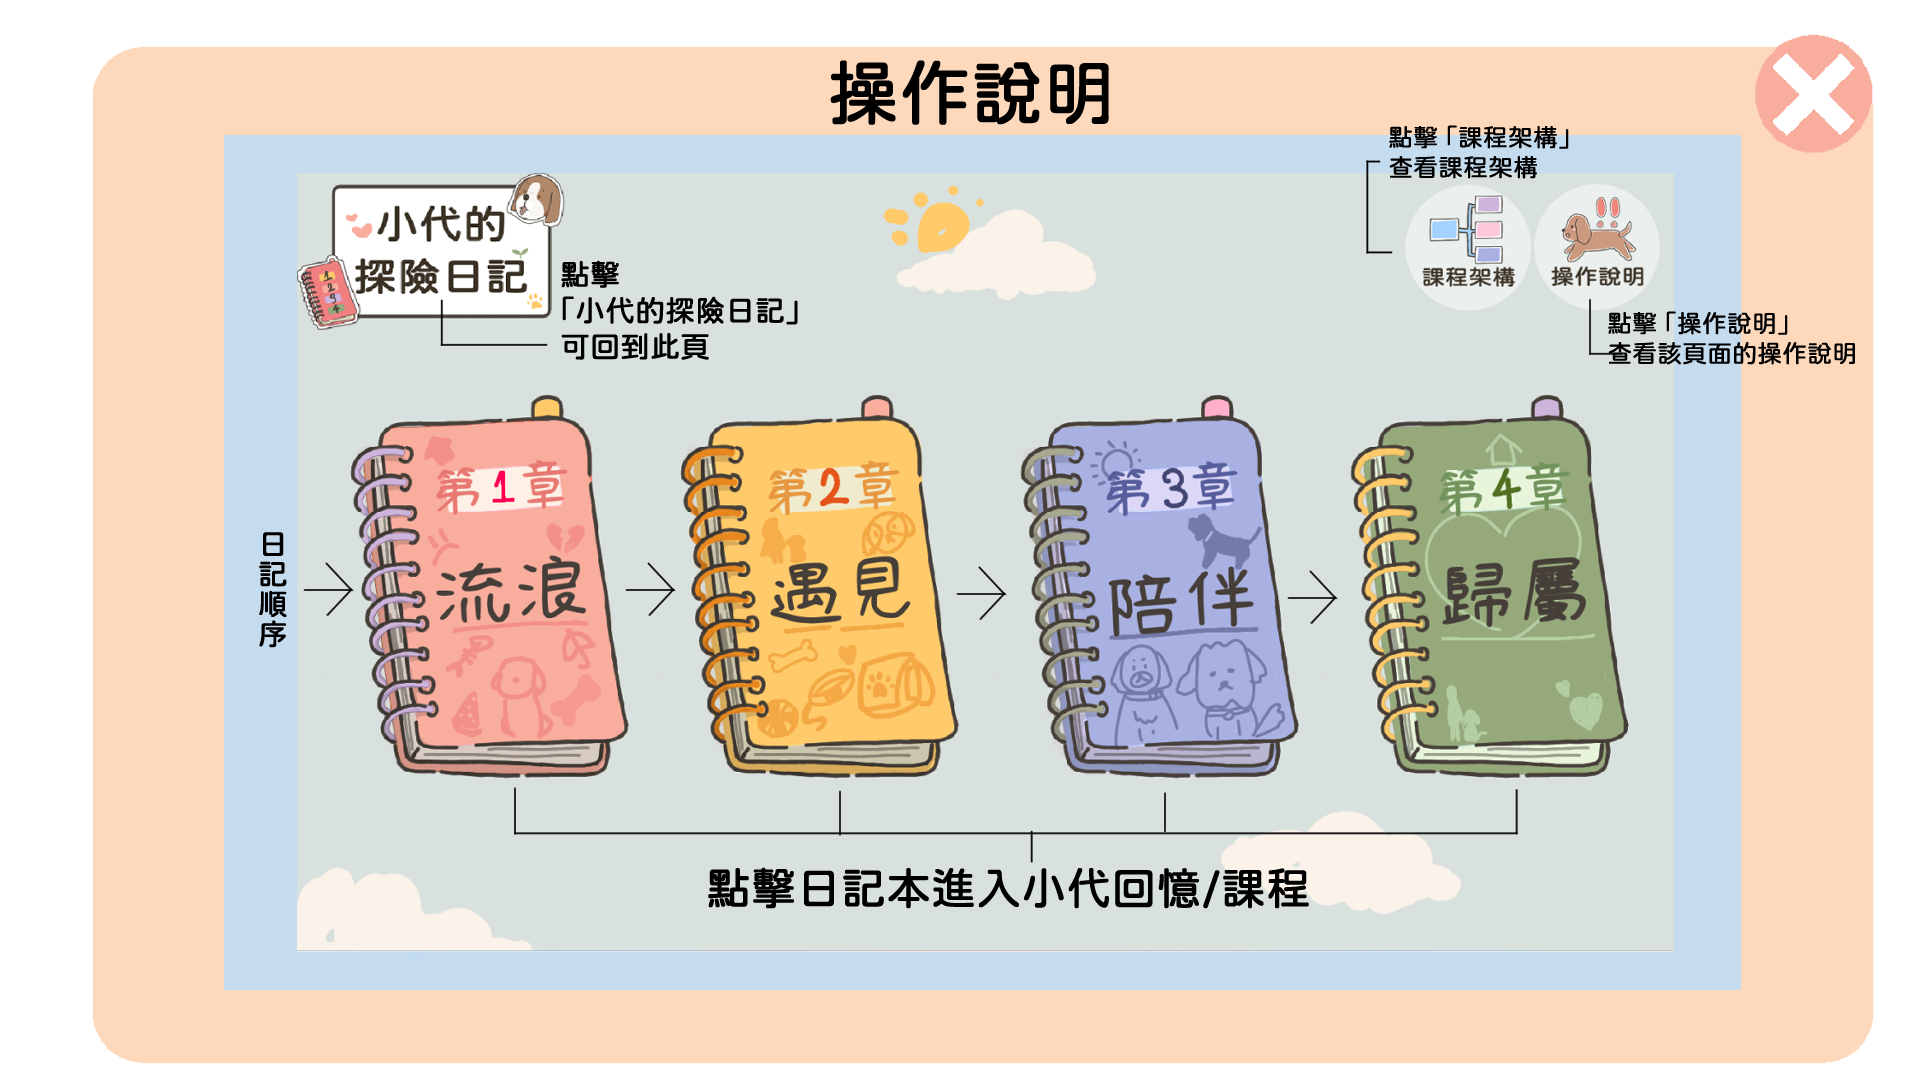 操作說明
點擊「課程架構」
查看課程架構
小代的
探險日記
點擊
「小代的探險日記」
可回到此頁
課程架構
操作說明
點擊「操作說明」
查看該頁面的操作說明
日記順序
第1章
流浪
第2章
遇見
第3章
陪伴
第4章
歸屬
點擊日記本進入小代回憶/課程
1
2
3
4